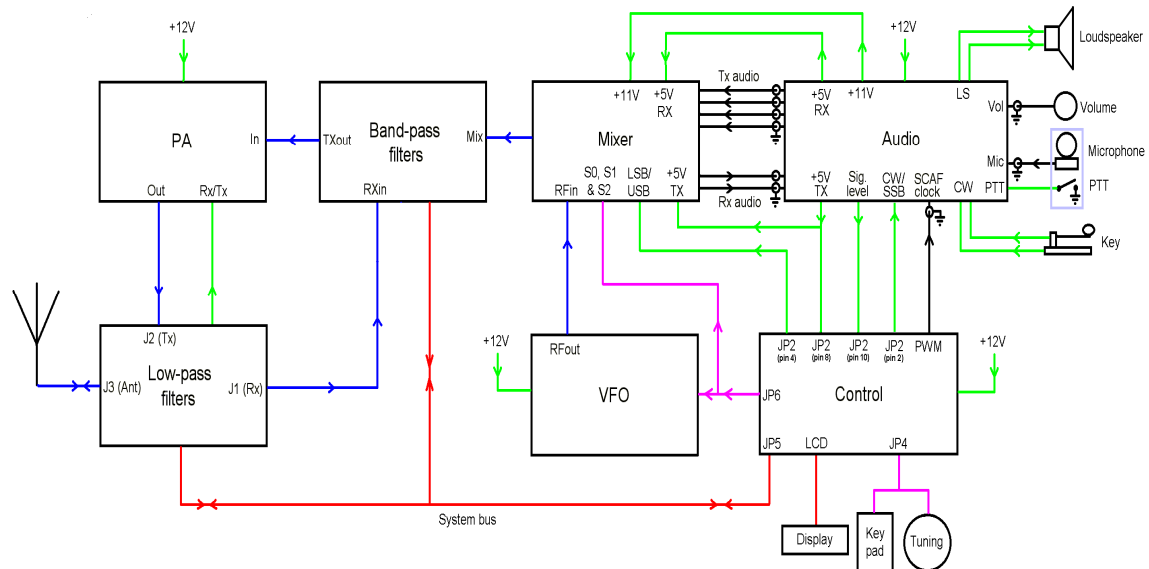 +12V
+12V
Loudspeaker
Tx audio
+11V
+5V
RX
+5V
RX
+11V
LS
Vol
Volume
PA
In
TXout
Band-pass
filters
Mix
Mixer
Audio
Microphone
Mic
Out
Rx/Tx
RXin
RFin
S0, S1
& S2
LSB/
USB
+5V
TX
Rx audio
+5V
TX
Sig.
level
CW/
SSB
SCAF
clock
CW
PTT
PTT
Key
J2 (Tx)
Low-pass
filters
J3 (Ant)
J1 (Rx)
+12V
RFout
VFO
JP2
(pin 4)
JP2
(pin 8)
JP2
(pin 10)
JP2
(pin 2)
PWM
+12V
JP6
Control
JP5
LCD
JP4
System bus
Display
Key
pad
Tuning